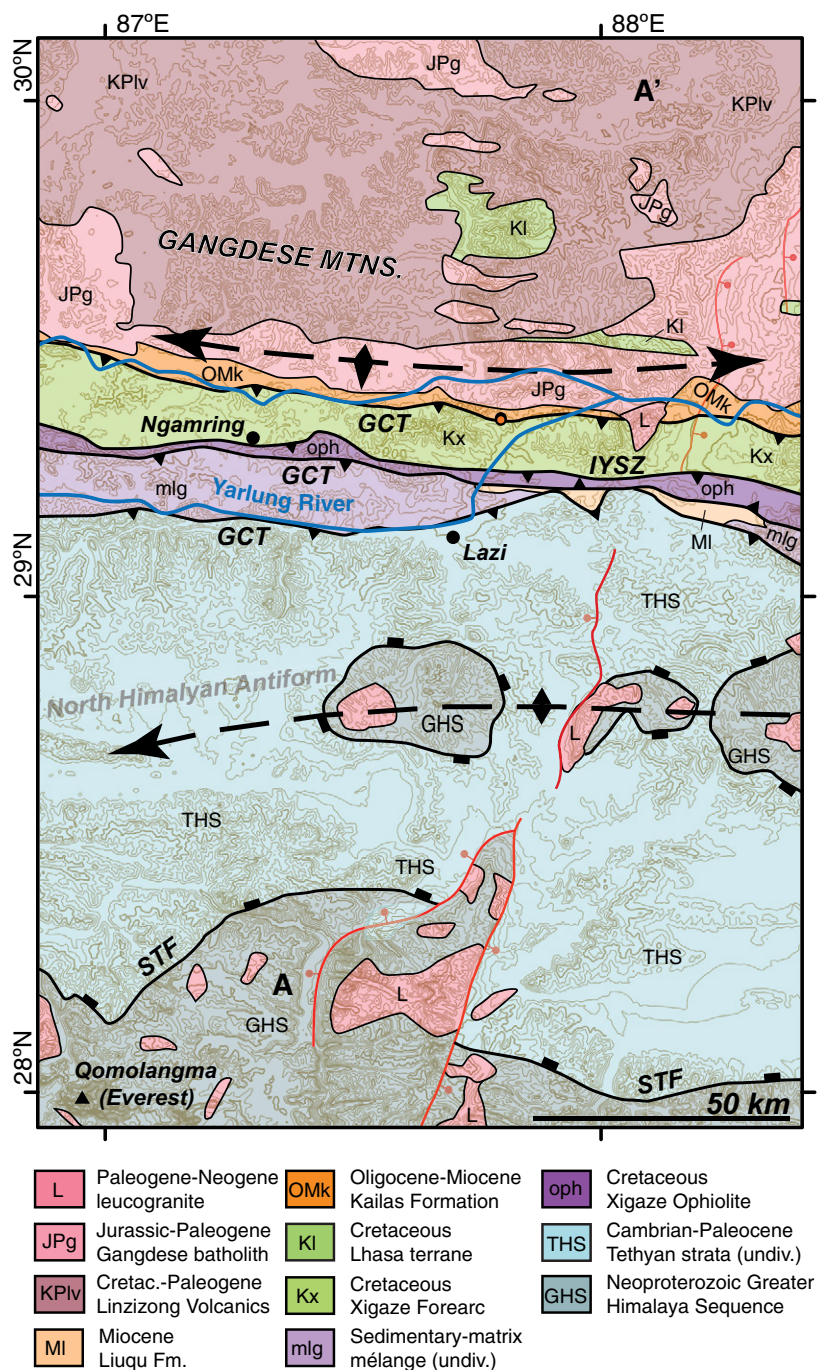 87°E
88°E
30°N
KPlv
JPg
A'
KPlv
JPg
Kl
GANGDESE MTNS.
JPg
Kl
OMk
JPg
OMk
Ngamring
GCT
Kx
L
Kx
oph
GCT
IYSZ
mlg
Yarlung River
oph
GCT
Lazi
Ml
mlg
29°N
THS
North Himalyan Antiform
GHS
L
GHS
THS
THS
STF
THS
A
L
GHS
28°N
Qomolangma
(Everest)
STF
L
50 km
L
Paleogene-Neogene
leucogranite
JPg
Jurassic-Paleogene
Gangdese batholith
KPlv
Cretac.-Paleogene
Linzizong Volcanics
Ml
Miocene
Liuqu Fm.
OMk
Oligocene-Miocene
Kailas Formation
Kl
Cretaceous
Lhasa terrane
Kx
Cretaceous
Xigaze Forearc
mlg
Sedimentary-matrix
mélange (undiv.)
oph
Cretaceous
Xigaze Ophiolite
THS
Cambrian-Paleocene
Tethyan strata (undiv.)
GHS
Neoproterozoic Greater
Himalaya Sequence